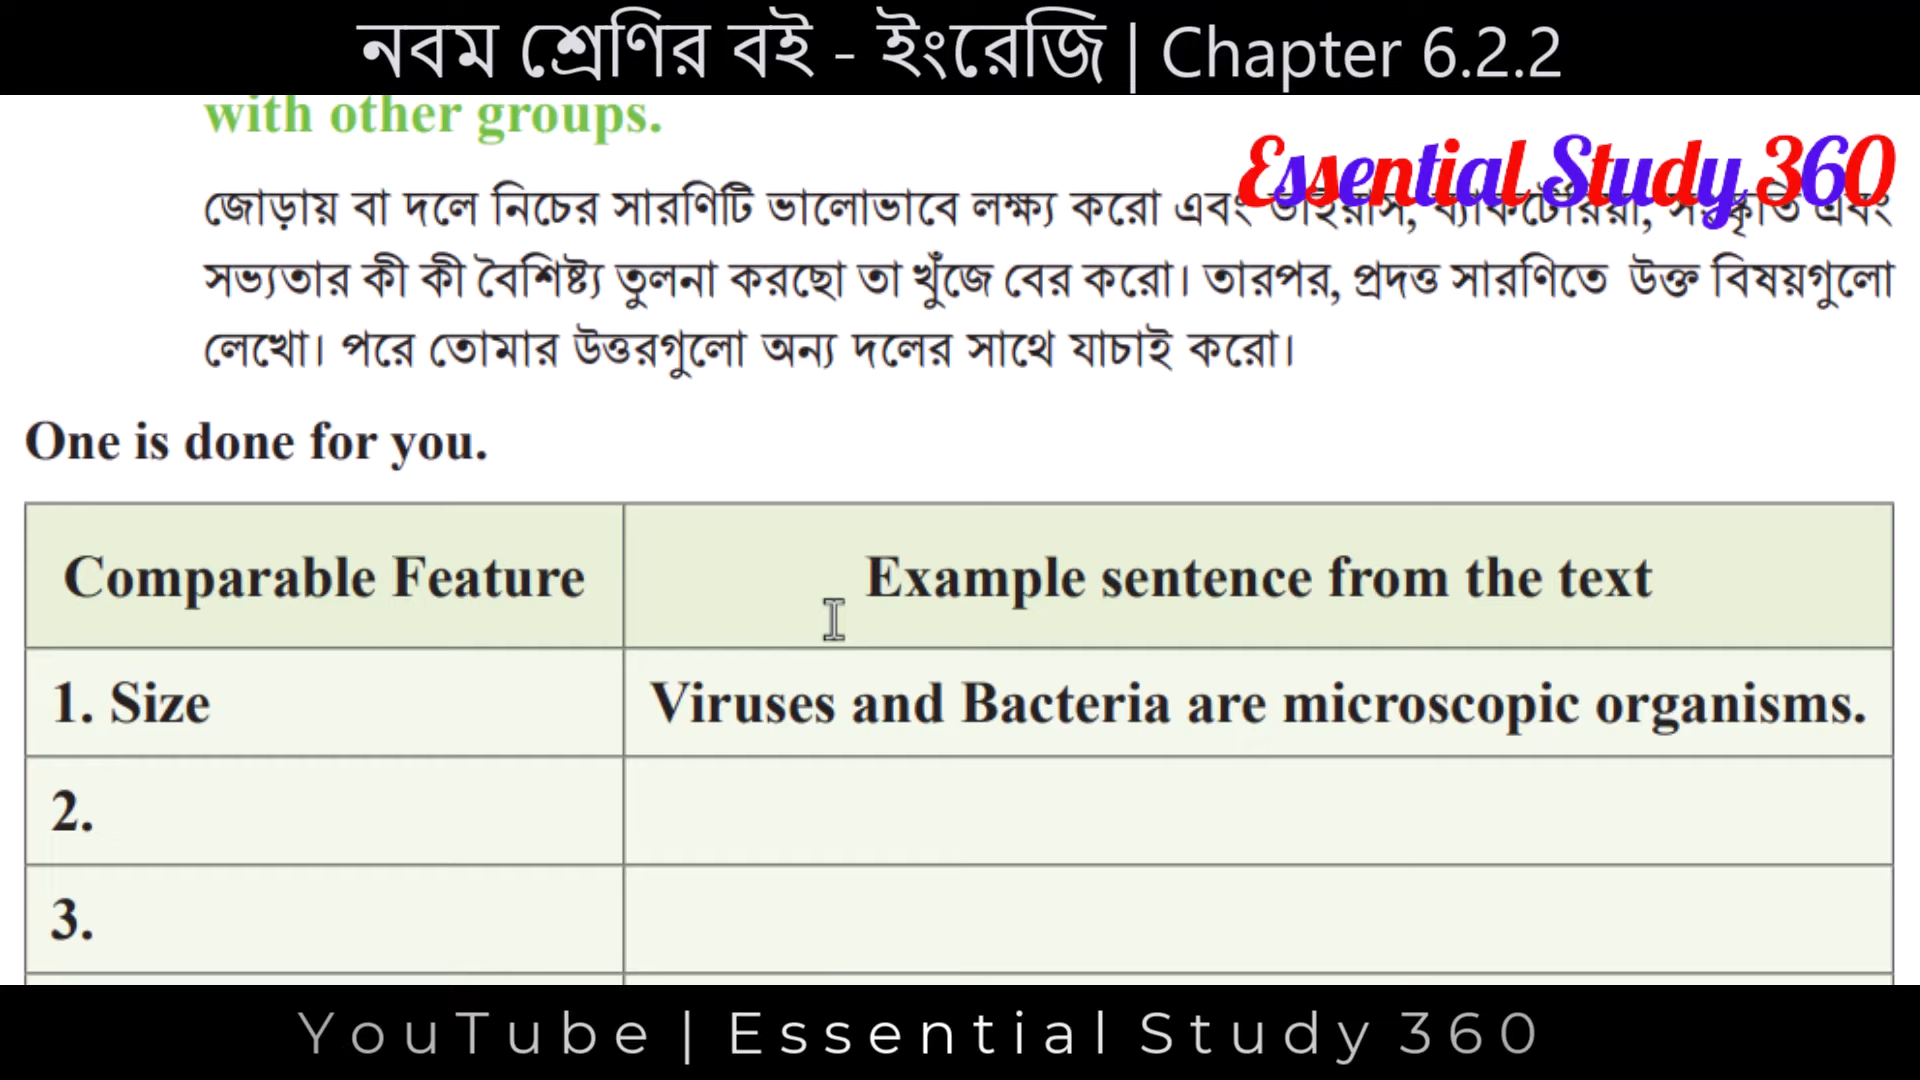 নবম শ্রেণির বই - ইংরেজি | Chapter 6.2.2
with other groups.
Essential Study 360
জোড়ায় বা দলে নিচের সারণিটি ভালোভাবে লক্ষ্য করো এবং ভাইরাস, ব্যাকটেরিয়া, সংস্কৃতি এবং
সভ্যতার কী কী বৈশিষ্ট্য তুলনা করছো তা খুঁজে বের করো। তারপর, প্রদত্ত সারণিতে উক্ত বিষয়গুলো
লেখো। পরে তোমার উত্তরগুলো অন্য দলের সাথে যাচাই করো।
One is done for you.
Comparable Feature Example sentence from the text
1. Size Viruses and Bacteria are microscopic organisms.
2.
3.
YouTube | Essential Study 360